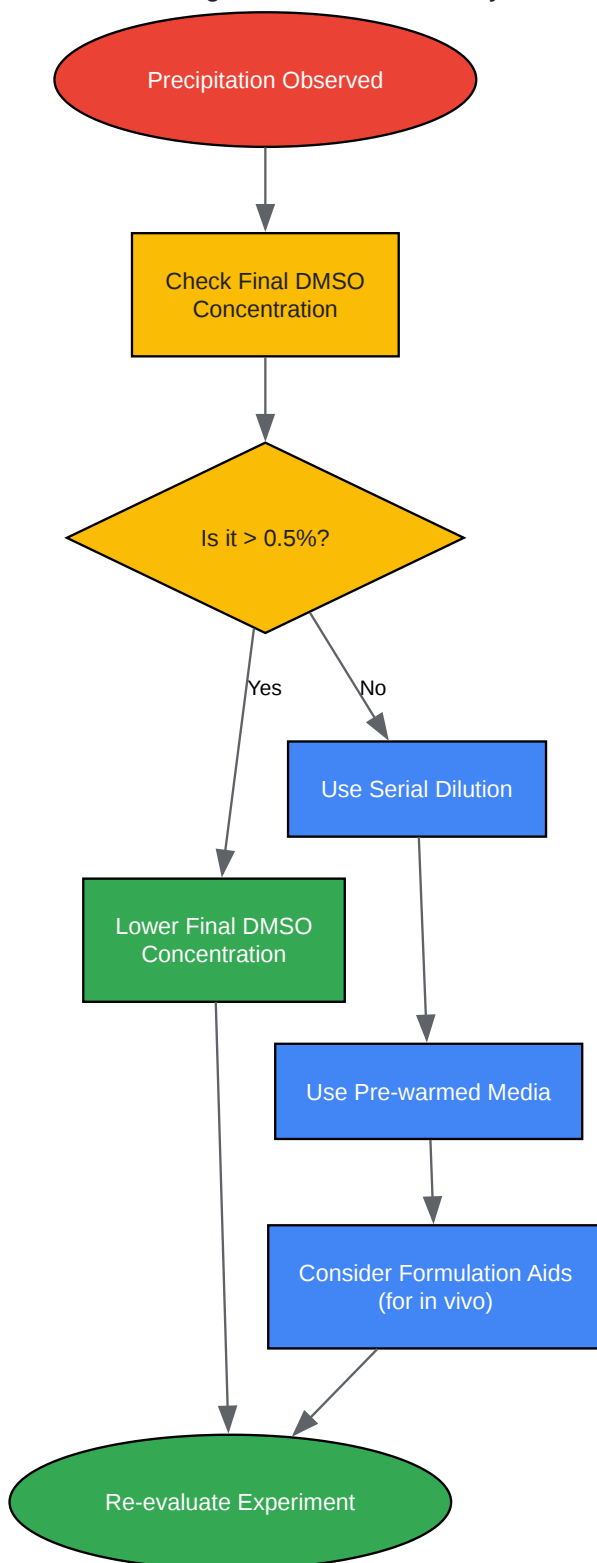 Precipitation Observed
Check Final DMSO
Concentration
Is it > 0.5%?
Yes
No
Use Serial Dilution
Lower Final DMSO
Concentration
Use Pre-warmed Media
Consider Formulation Aids
(for in vivo)
Re-evaluate Experiment